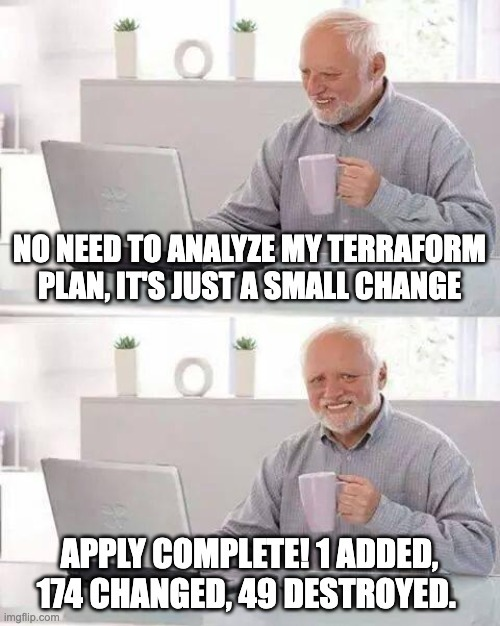 NO NEED TO ANALYZE MY TERRAFORM
PLAN, IT'S JUST A SMALL CHANGE
APPLY COMPLETE! 1 ADDED,
174 CHANGED, 49 DESTROYED.
imgflip.com